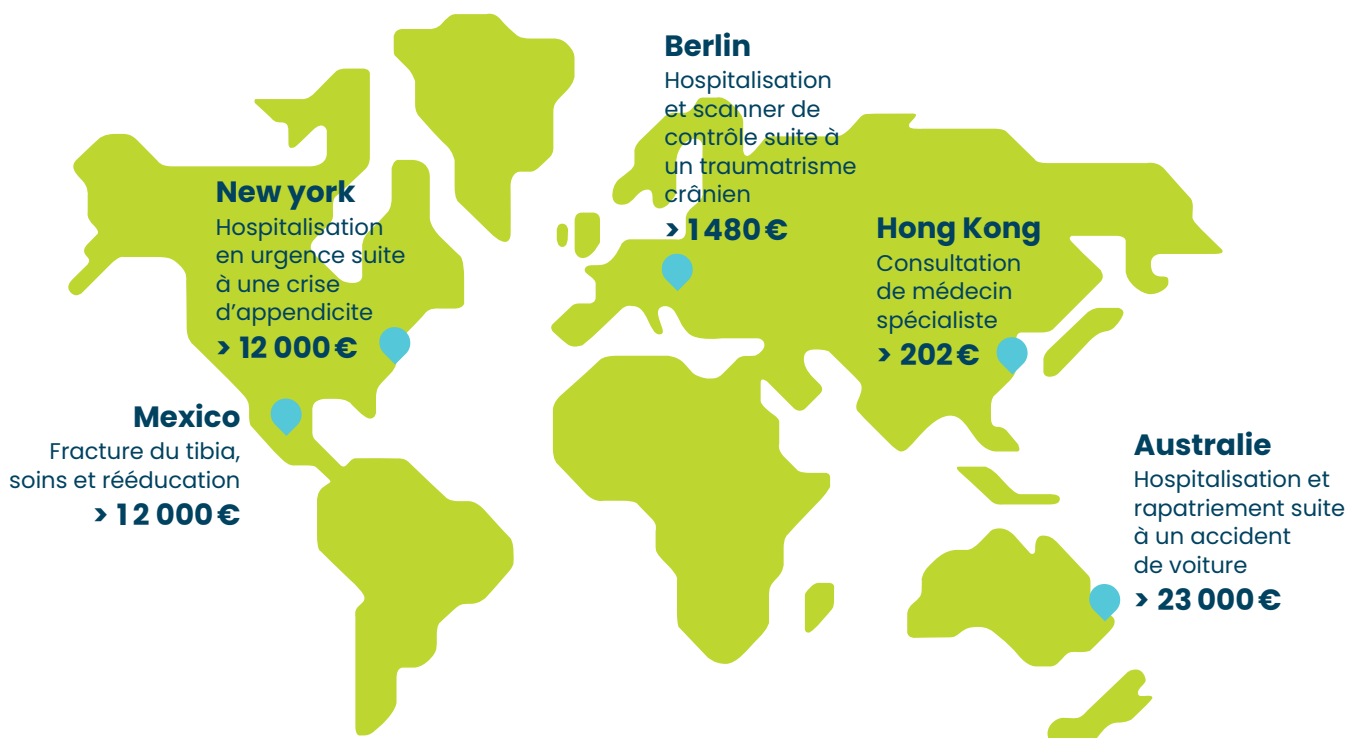 Berlin
Hospitalisation
et scanner de
contrôle suite à
un traumatrisme
crânien
> 1480 €
New york
Hospitalisation
en urgence suite
à une crise
d'appendicite
> 12 000 €
Hong Kong
Consultation
de médecin
spécialiste
> 202 €
Mexico
Fracture du tibia,
soins et rééducation
> 12 000 €
Australie
Hospitalisation et
rapatriement suite
à un accident
de voiture
> 23 000 €